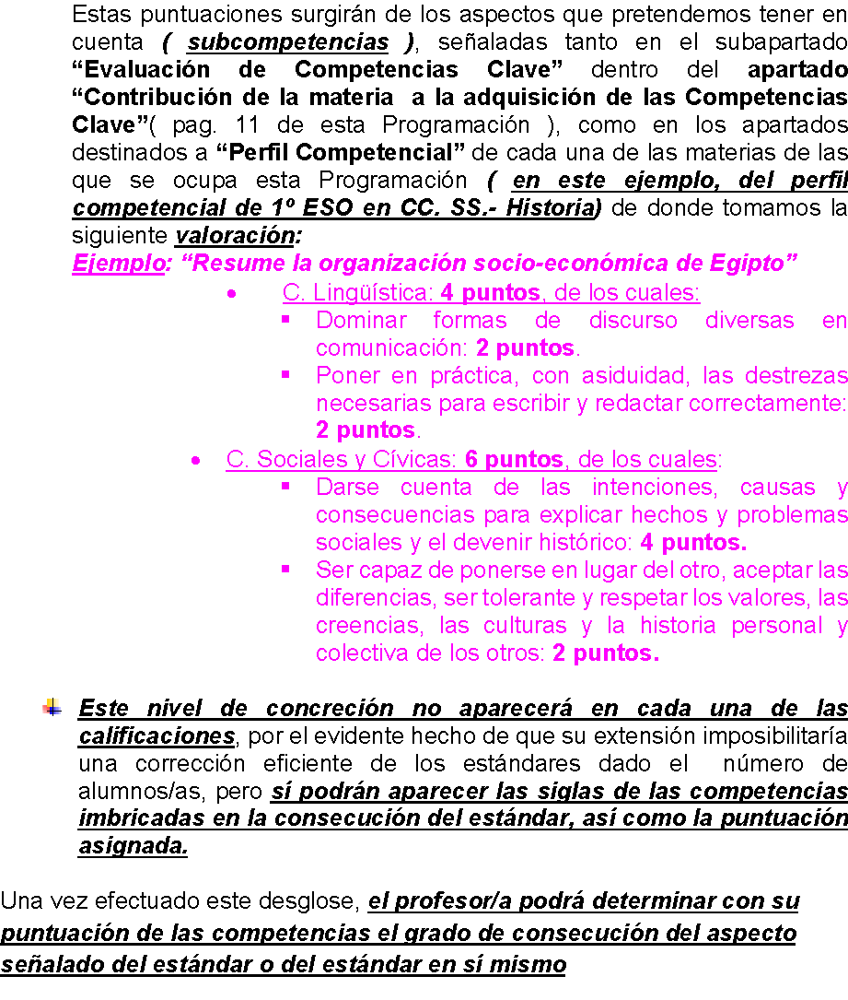 Estas puntuaciones surgirán de los aspectos que pretendemos tener en
cuenta ( subcompetencias ), señaladas tanto en el subapartado
“Evaluación de Competencias Clave” dentro del apartado
“Contribución de la materia a la adquisición de las Competencias
Clave”( pag. 11 de esta Programación ), como en los apartados
destinados a “Perfil Competencial” de cada una de las materias de las
que se ocupa esta Programación ( en este ejemplo, del perfil
competencial de 1º ESO en CC. SS.- Historia) de donde tomamos la
siguiente valoración:
Ejemplo: “Resume la organización socio-económica de Egipto”
• C. Lingüística: 4 puntos, de los cuales:
▪ Dominar formas de discurso diversas en
comunicación: 2 puntos.
▪ Poner en práctica, con asiduidad, las destrezas
necesarias para escribir y redactar correctamente:
2 puntos.
• C. Sociales y Cívicas: 6 puntos, de los cuales:
▪ Darse cuenta de las intenciones, causas y
consecuencias para explicar hechos y problemas
sociales y el devenir histórico: 4 puntos.
▪ Ser capaz de ponerse en lugar del otro, aceptar las
diferencias, ser tolerante y respetar los valores, las
creencias, las culturas y la historia personal y
colectiva de los otros: 2 puntos.
Este nivel de concreción no aparecerá en cada una de las
calificaciones, por el evidente hecho de que su extensión imposibilitaría
una corrección eficiente de los estándares dado el número de
alumnos/as, pero sí podrán aparecer las siglas de las competencias
imbricadas en la consecución del estándar, así como la puntuación
asignada.
Una vez efectuado este desglose, el profesor/a podrá determinar con su
puntuación de las competencias el grado de consecución del aspecto
señalado del estándar o del estándar en sí mismo